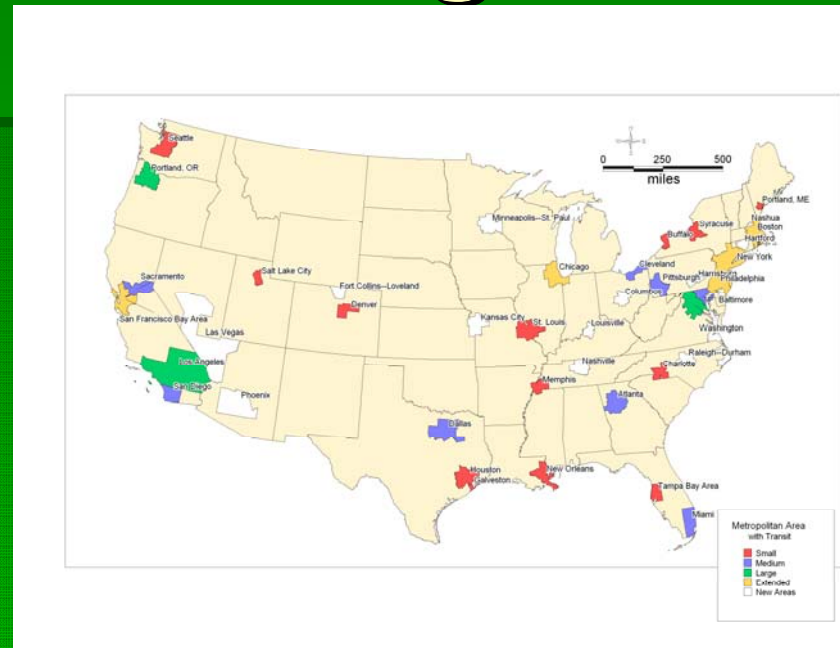 Seattle
Portland, OR
0 250 500
miles
Portland, ME
Minneapolis--St. Paul
Syracuse
Nashua
Boston
Buffalo
Hartford
New York
Cleveland
Chicago
Pittsburgh
Harrisburg
Philadelphia
Sacramento
Salt Lake City
Fort Collins--Loveland
Columbus
Baltimore
Denver
San Francisco Bay Area
Kansas City
St. Louis
Louisville
Washington
Las Vegas
Raleigh--Durham
Los Angeles
Nashville
Charlotte
San Diego
Memphis
Phoenix
Atlanta
Dallas
Houston
Galveston
New Orleans
Tampa Bay Area
Miami
Metropolitan Area
with Transit
Small
Medium
Large
Extended
New Areas